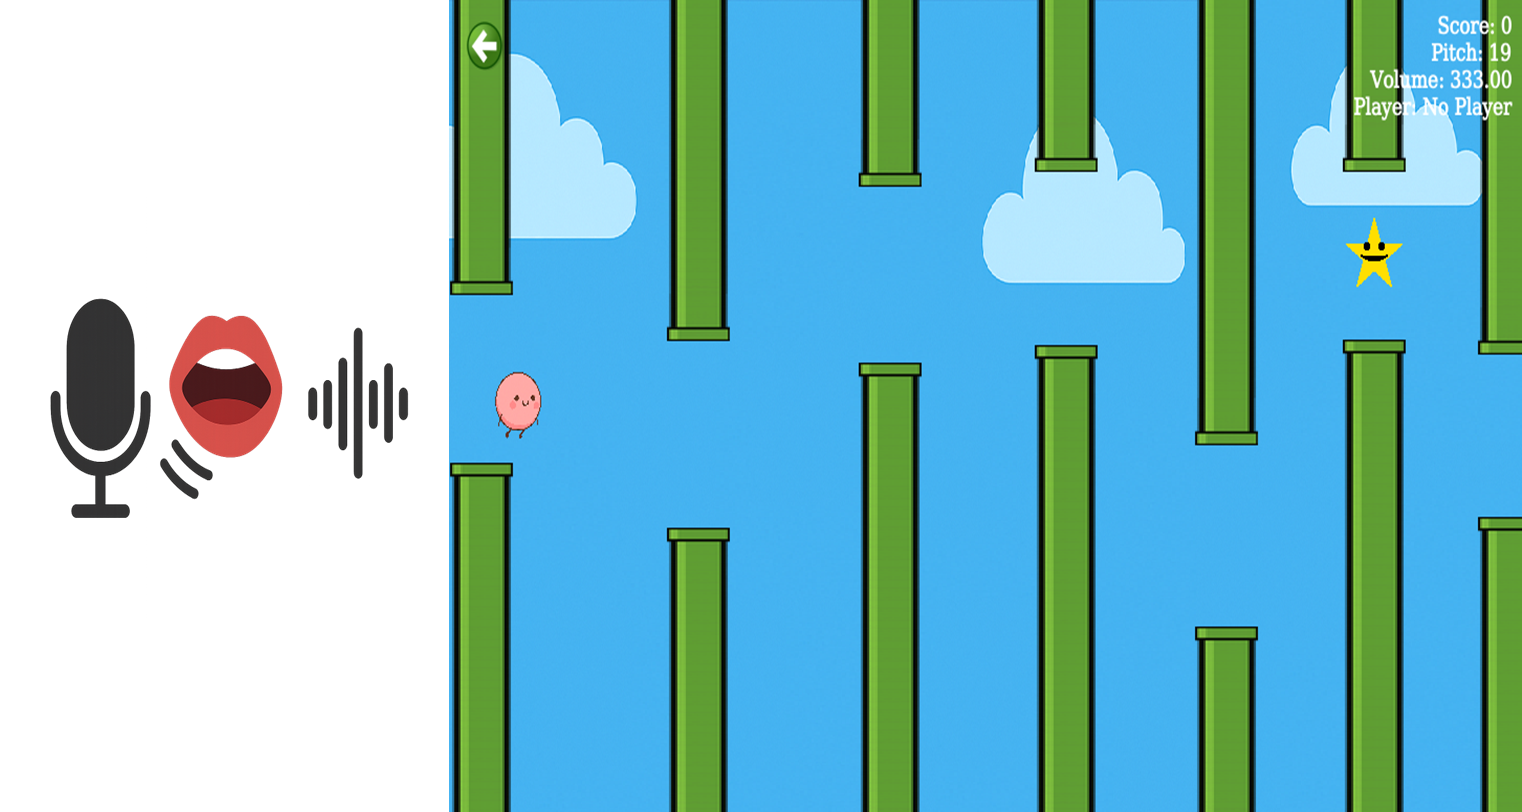 Score: 0
Pitch: 19
Volume: 333.00
Player: No Player